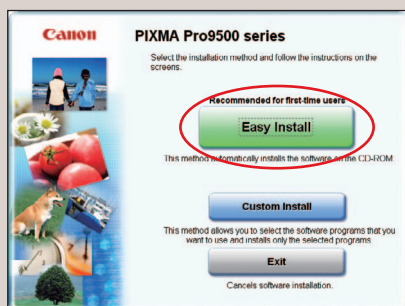 Canon
PIXMA Pro9500 series
Select the installation method and follow the instructions on the
screens.
Recommended for first-time users
Easy Install
This method automatically installs the software on the CD-ROM.
Custom Install
This method allows you to select the software programs that you
want to use and installs only the selected programs
Exit
Cancels software installation.